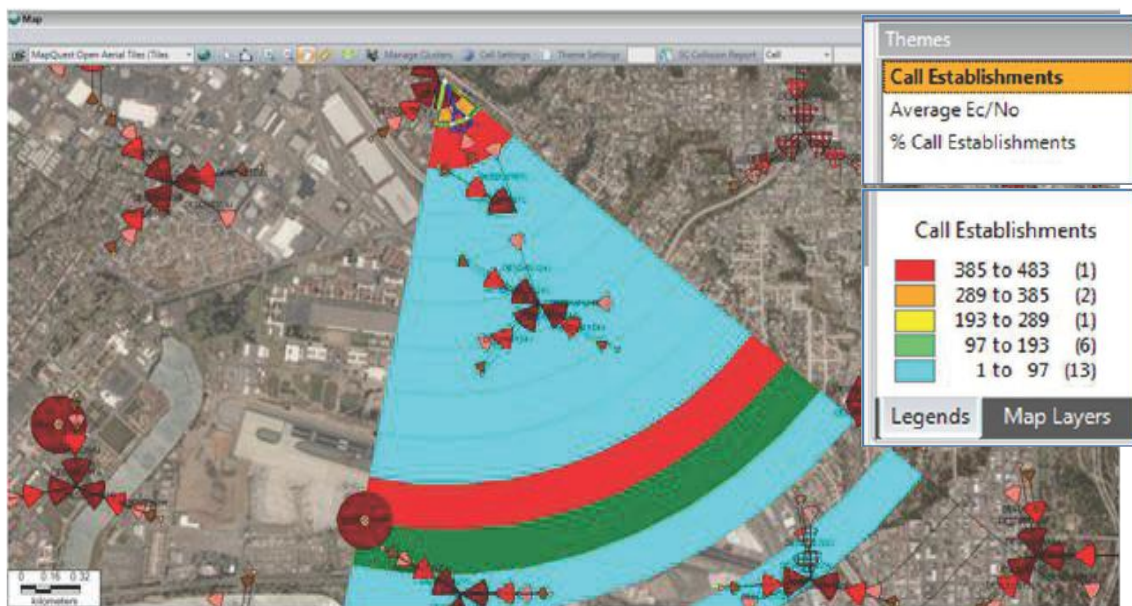 Map
MapQuest Open Aerial Tiles (Tiles
Manage Clusters
Cell Settings
Theme Settings
SC Collision Report
Cell
Themes
Call Establishments
Average Ec/No
% Call Establishments
Call Establishments
385 to 483 (1)
289 to 385 (2)
193 to 289 (1)
97 to 193 (6)
1 to 97 (13)
Legends Map Layers
0 0.16 0.32
kilometers